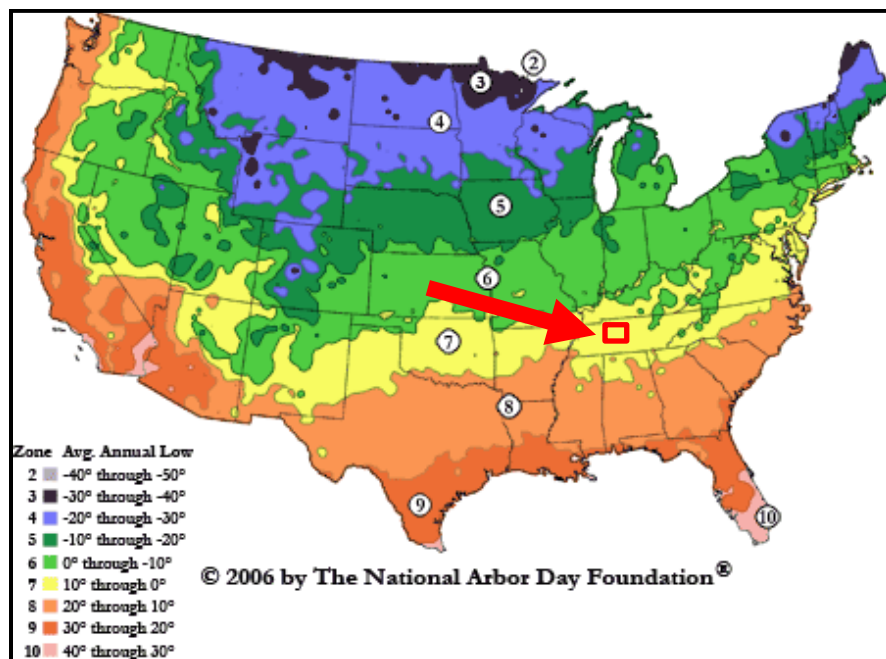 2
3
4
5
6
7
8
9
10
Zone Avg. Annual Low
2 -40° through -50°
3 -30° through -40°
4 -20° through -30°
5 -10° through -20°
6 0° through -10°
7 10° through 0°
8 20° through 10°
9 30° through 20°
10 40° through 30°
© 2006 by The National Arbor Day Foundation®